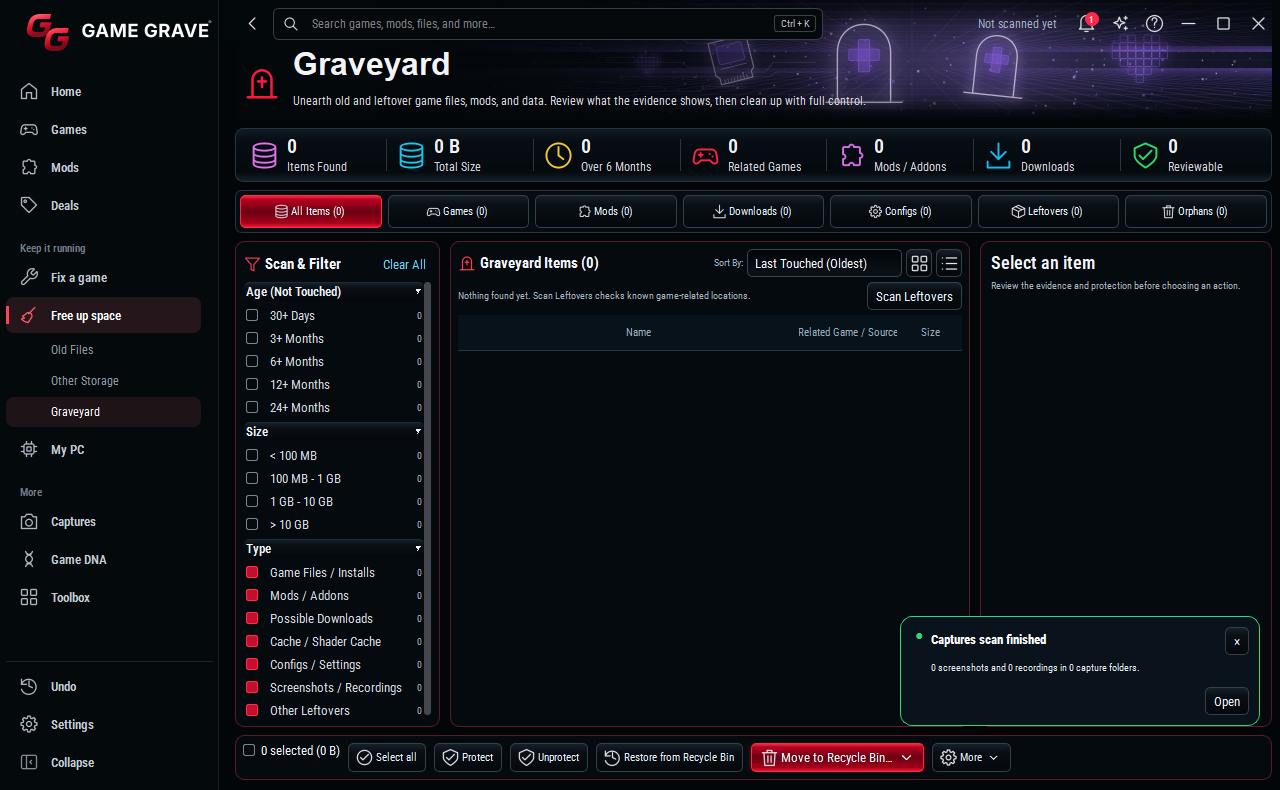 GAME GRAVE
Search games, mods, files, and more...
Ctrl + K
Not scanned yet
1
Home
Games
Mods
Deals
Keep it running
Fix a game
Free up space
Old Files
Other Storage
Graveyard
My PC
More
Captures
Game DNA
Toolbox
Undo
Settings
Collapse
Graveyard
Unearth old and leftover game files, mods, and data. Review what the evidence shows, then clean up with full control.
0
Items Found
0 B
Total Size
0
Over 6 Months
0
Related Games
0
Mods / Addons
0
Downloads
0
Reviewable
All Items (0)
Games (0)
Mods (0)
Downloads (0)
Configs (0)
Leftovers (0)
Orphans (0)
Scan & Filter
Clear All
Age (Not Touched)
30+ Days 0
3+ Months 0
6+ Months 0
12+ Months 0
24+ Months 0
Size
< 100 MB 0
100 MB - 1 GB 0
1 GB - 10 GB 0
> 10 GB 0
Type
Game Files / Installs 0
Mods / Addons 0
Possible Downloads 0
Cache / Shader Cache 0
Configs / Settings 0
Screenshots / Recordings 0
Other Leftovers 0
Graveyard Items (0)
Sort By:
Last Touched (Oldest)
Nothing found yet. Scan Leftovers checks known game-related locations.
Scan Leftovers
Name
Related Game / Source
Size
Select an item
Review the evidence and protection before choosing an action.
Captures scan finished
x
0 screenshots and 0 recordings in 0 capture folders.
Open
0 selected (0 B)
Select all
Protect
Unprotect
Restore from Recycle Bin
Move to Recycle Bin...
More